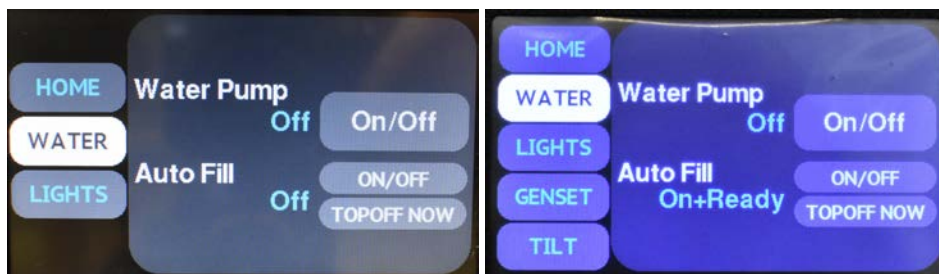 HOME
WATER
LIGHTS
Water Pump
Off
On/Off
Auto Fill
Off
ON/OFF
TOPOFF NOW
HOME
WATER
LIGHTS
GENSET
TILT
Water Pump
Off
On/Off
Auto Fill
On+Ready
ON/OFF
TOPOFF NOW